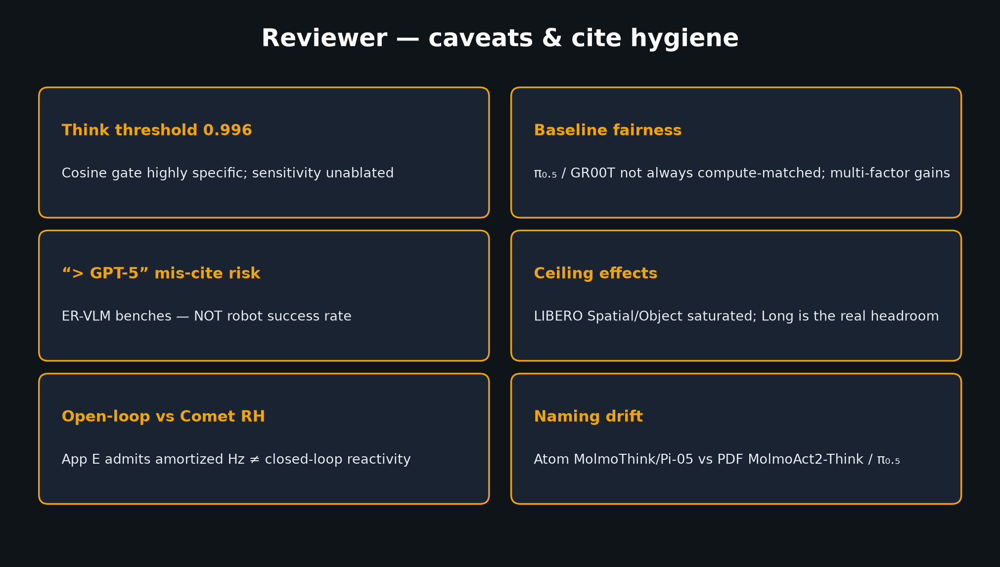 Reviewer — caveats & cite hygiene
Think threshold 0.996
Cosine gate highly specific; sensitivity unablated
Baseline fairness
π₀.₅ / GR00T not always compute-matched; multi-factor gains
“> GPT-5” mis-cite risk
ER-VLM benches — NOT robot success rate
Ceiling effects
LIBERO Spatial/Object saturated; Long is the real headroom
Open-loop vs Comet RH
App E admits amortized Hz ≠ closed-loop reactivity
Naming drift
Atom MolmoThink/Pi-05 vs PDF MolmoAct2-Think / π₀.₅